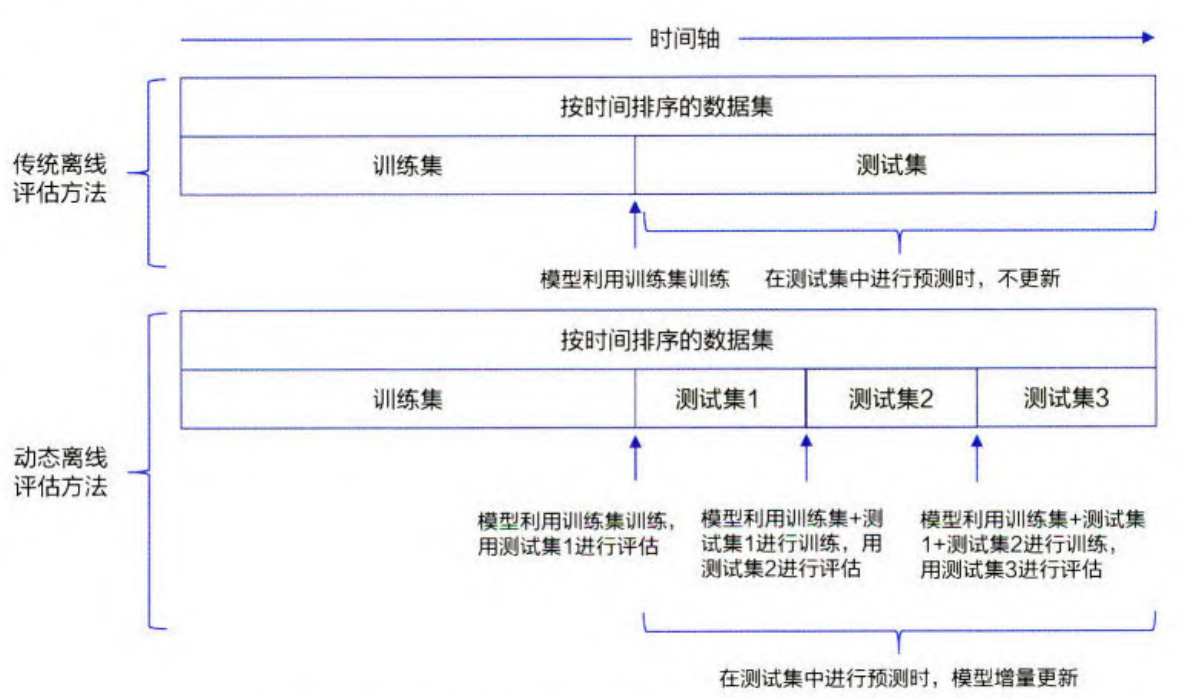 时间轴
按时间排序的数据集
传统离线
评估方法
训练集
测试集
模型利用训练集训练
在测试集中进行预测时，不更新
按时间排序的数据集
训练集
测试集1
测试集2
测试集3
动态离线
评估方法
模型利用训练集训练，
用测试集1进行评估
模型利用训练集+测
试集1进行训练，用
测试集2进行评估
模型利用训练集+测试集
1+测试集2进行训练，
用测试集3进行评估
在测试集中进行预测时，模型增量更新